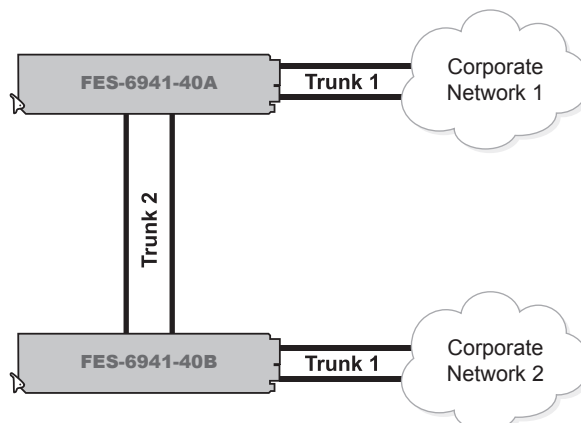 FES-6941-40A
Trunk 1
Corporate
Network 1
Trunk 2
FES-6941-40B
Trunk 1
Corporate
Network 2